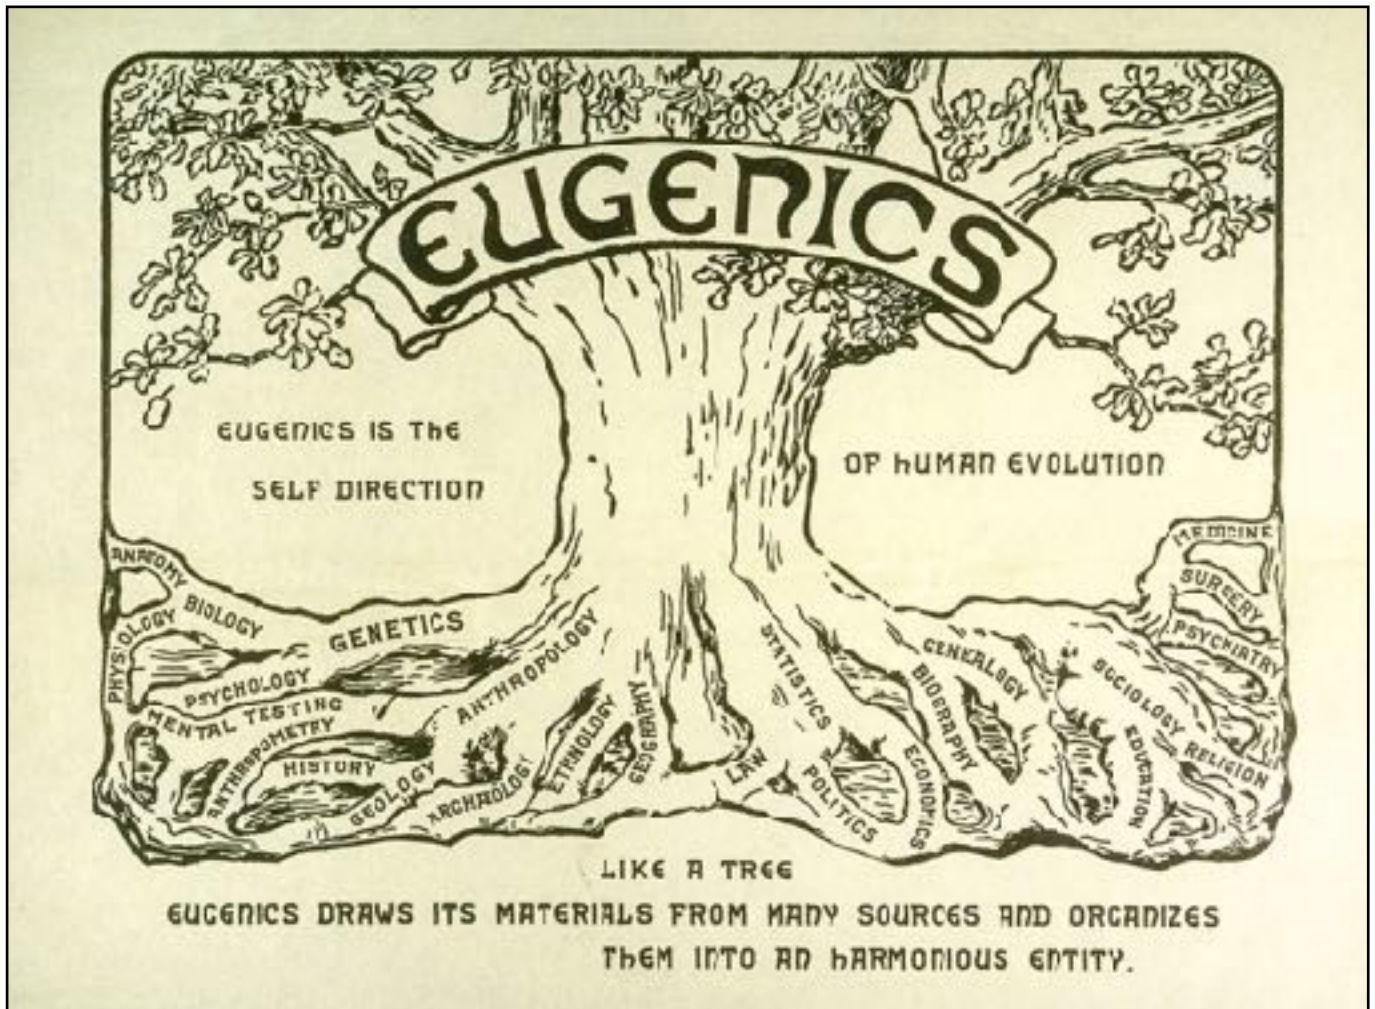 EUGENICS
EUGENICS IS THE
SELF DIRECTION
OF HUMAN EVOLUTION
ANATOMY
BIOLOGY
PHYSIOLOGY
GENETICS
PSYCHOLOGY
MENTAL TESTING
ANTHROPOMETRY
HISTORY
GEOLOGY
ANTHROPOLOGY
ARCHÆOLOGY
ETHNOLOGY
GEOGRAPHY
LAW
STATISTICS
POLITICS
ECONOMICS
BIOGRAPHY
GENEALOGY
EDUCATION
SOCIOLOGY
RELIGION
PSYCHIATRY
SURGERY
MEDICINE
LIKE A TREE
EUGENICS DRAWS ITS MATERIALS FROM MANY SOURCES AND ORGANIZES
THEM INTO AN HARMONIOUS ENTITY.